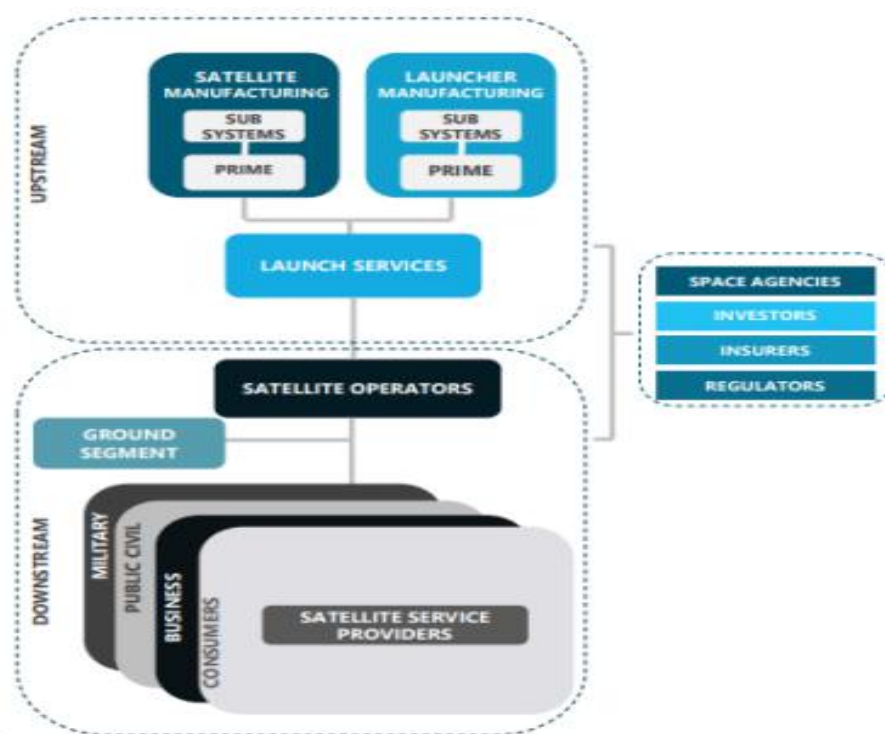 UPSTREAM
SATELLITE
MANUFACTURING
SUB
SYSTEMS
PRIME
LAUNCHER
MANUFACTURING
SUB
SYSTEMS
PRIME
LAUNCH SERVICES
SPACE AGENCIES
INVESTORS
INSURERS
REGULATORS
DOWNSTREAM
SATELLITE OPERATORS
GROUND
SEGMENT
MILITARY
PUBLIC CIVIL
BUSINESS
CONSUMERS
SATELLITE SERVICE
PROVIDERS